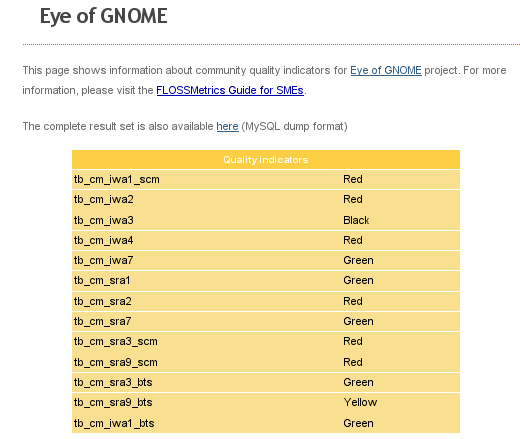 Eye of GNOME
This page shows information about community quality indicators for Eye of GNOME project. For more
information, please visit the FLOSSMetrics Guide for SMEs.
The complete result set is also available here (MySQL dump format)
Quality indicators
tb_cm_iwa1_scm Red
tb_cm_iwa2 Red
tb_cm_iwa3 Black
tb_cm_iwa4 Red
tb_cm_iwa7 Green
tb_cm_sra1 Green
tb_cm_sra2 Red
tb_cm_sra7 Green
tb_cm_sra3_scm Red
tb_cm_sra9_scm Red
tb_cm_sra3_bts Green
tb_cm_sra9_bts Yellow
tb_cm_iwa1_bts Green